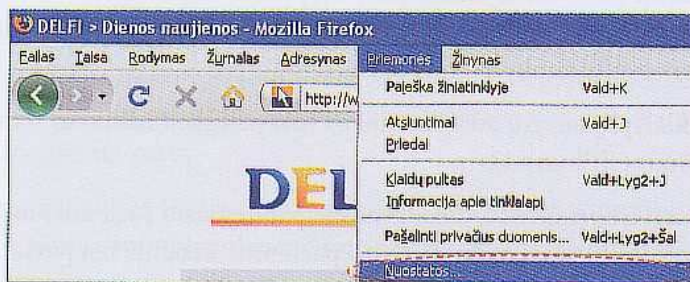 DELFI > Dienos naujienos - Mozilla Firefox
Failas Taisa Rodymas Žurnalas Adresynas Priemonės Žinynas
http://w
Paieška žiniatinklyje Vald+K
Atsiuntimai Vald+J
Priedai
DEL
Klaidų pultas Vald+Lyg2+J
Informacija apie tinklalapį
Pašalinti privačius duomenis... Vald+Lyg2+Šal
Nuostatos...